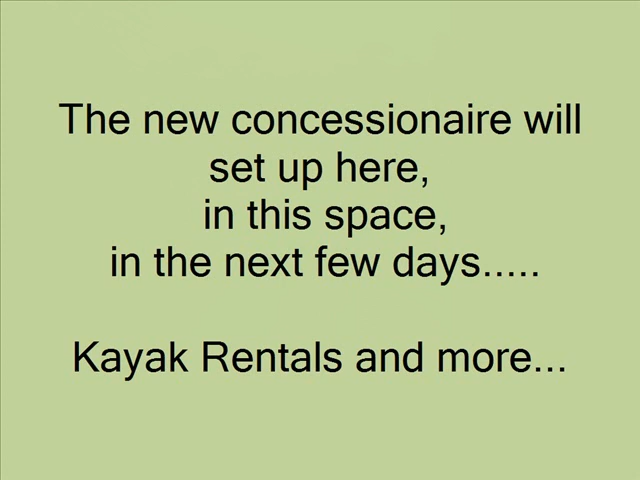 The new concessionaire will
set up here,
in this space,
in the next few days.....
Kayak Rentals and more...